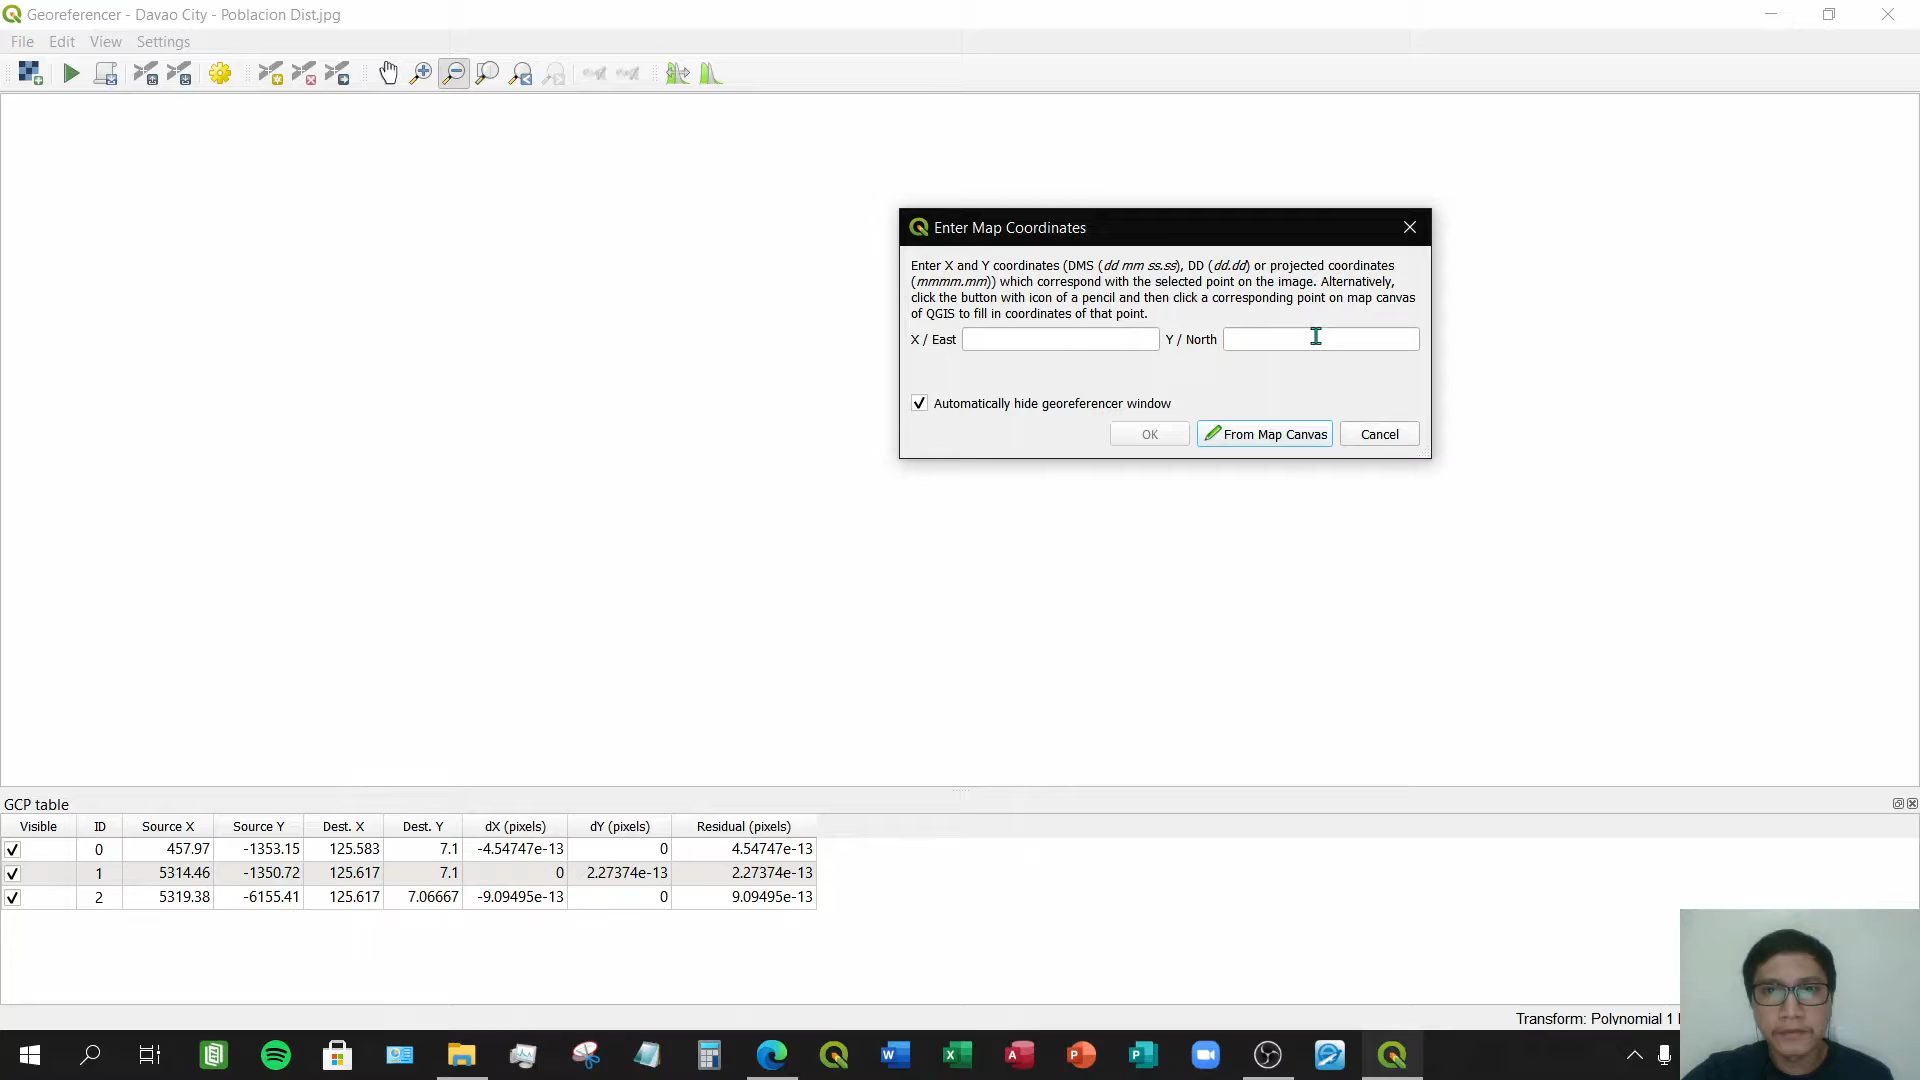 Georeferencer - Davao City - Poblacion Dist.jpg
File Edit View Settings
Enter Map Coordinates
Enter X and Y coordinates (DMS (dd mm ss.ss), DD (dd.dd) or projected coordinates
(mmmm.mm)) which correspond with the selected point on the image. Alternatively,
click the button with icon of a pencil and then click a corresponding point on map canvas
of QGIS to fill in coordinates of that point.
X / East Y / North
Automatically hide georeferencer window
OK From Map Canvas Cancel
GCP table
Visible ID Source X Source Y Dest. X Dest. Y dX (pixels) dY (pixels) Residual (pixels)
0 457.97 -1353.15 125.583 7.1 -4.54747e-13 0 4.54747e-13
1 5314.46 -1350.72 125.617 7.1 0 2.27374e-13 2.27374e-13
2 5319.38 -6155.41 125.617 7.06667 -9.09495e-13 0 9.09495e-13
Transform: Polynomial 1